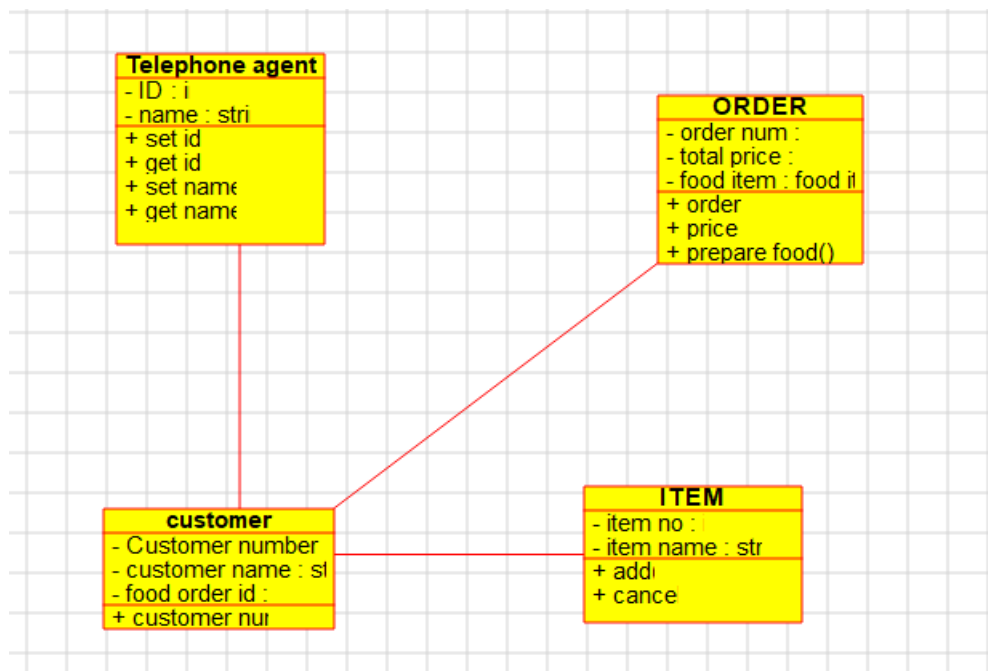 Telephone agent
- ID : i
- name : stri
+ set id
+ get id
+ set name
+ get name
ORDER
- order num :
- total price :
- food item : food it
+ order
+ price
+ prepare food()
customer
- Customer number
- customer name : st
- food order id :
+ customer nur
ITEM
- item no :
- item name : str
+ add(
+ cancel